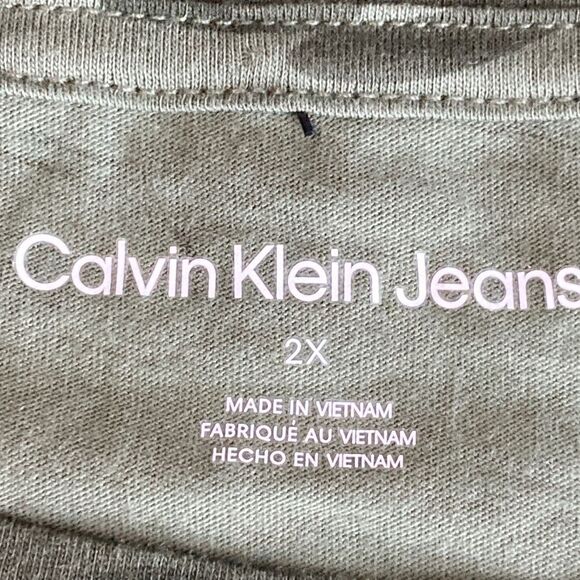 Calvin Klein Jeans
2X
MADE IN VIETNAM
FABRIQUÉ AU VIETNAM
HECHO EN VIETNAM